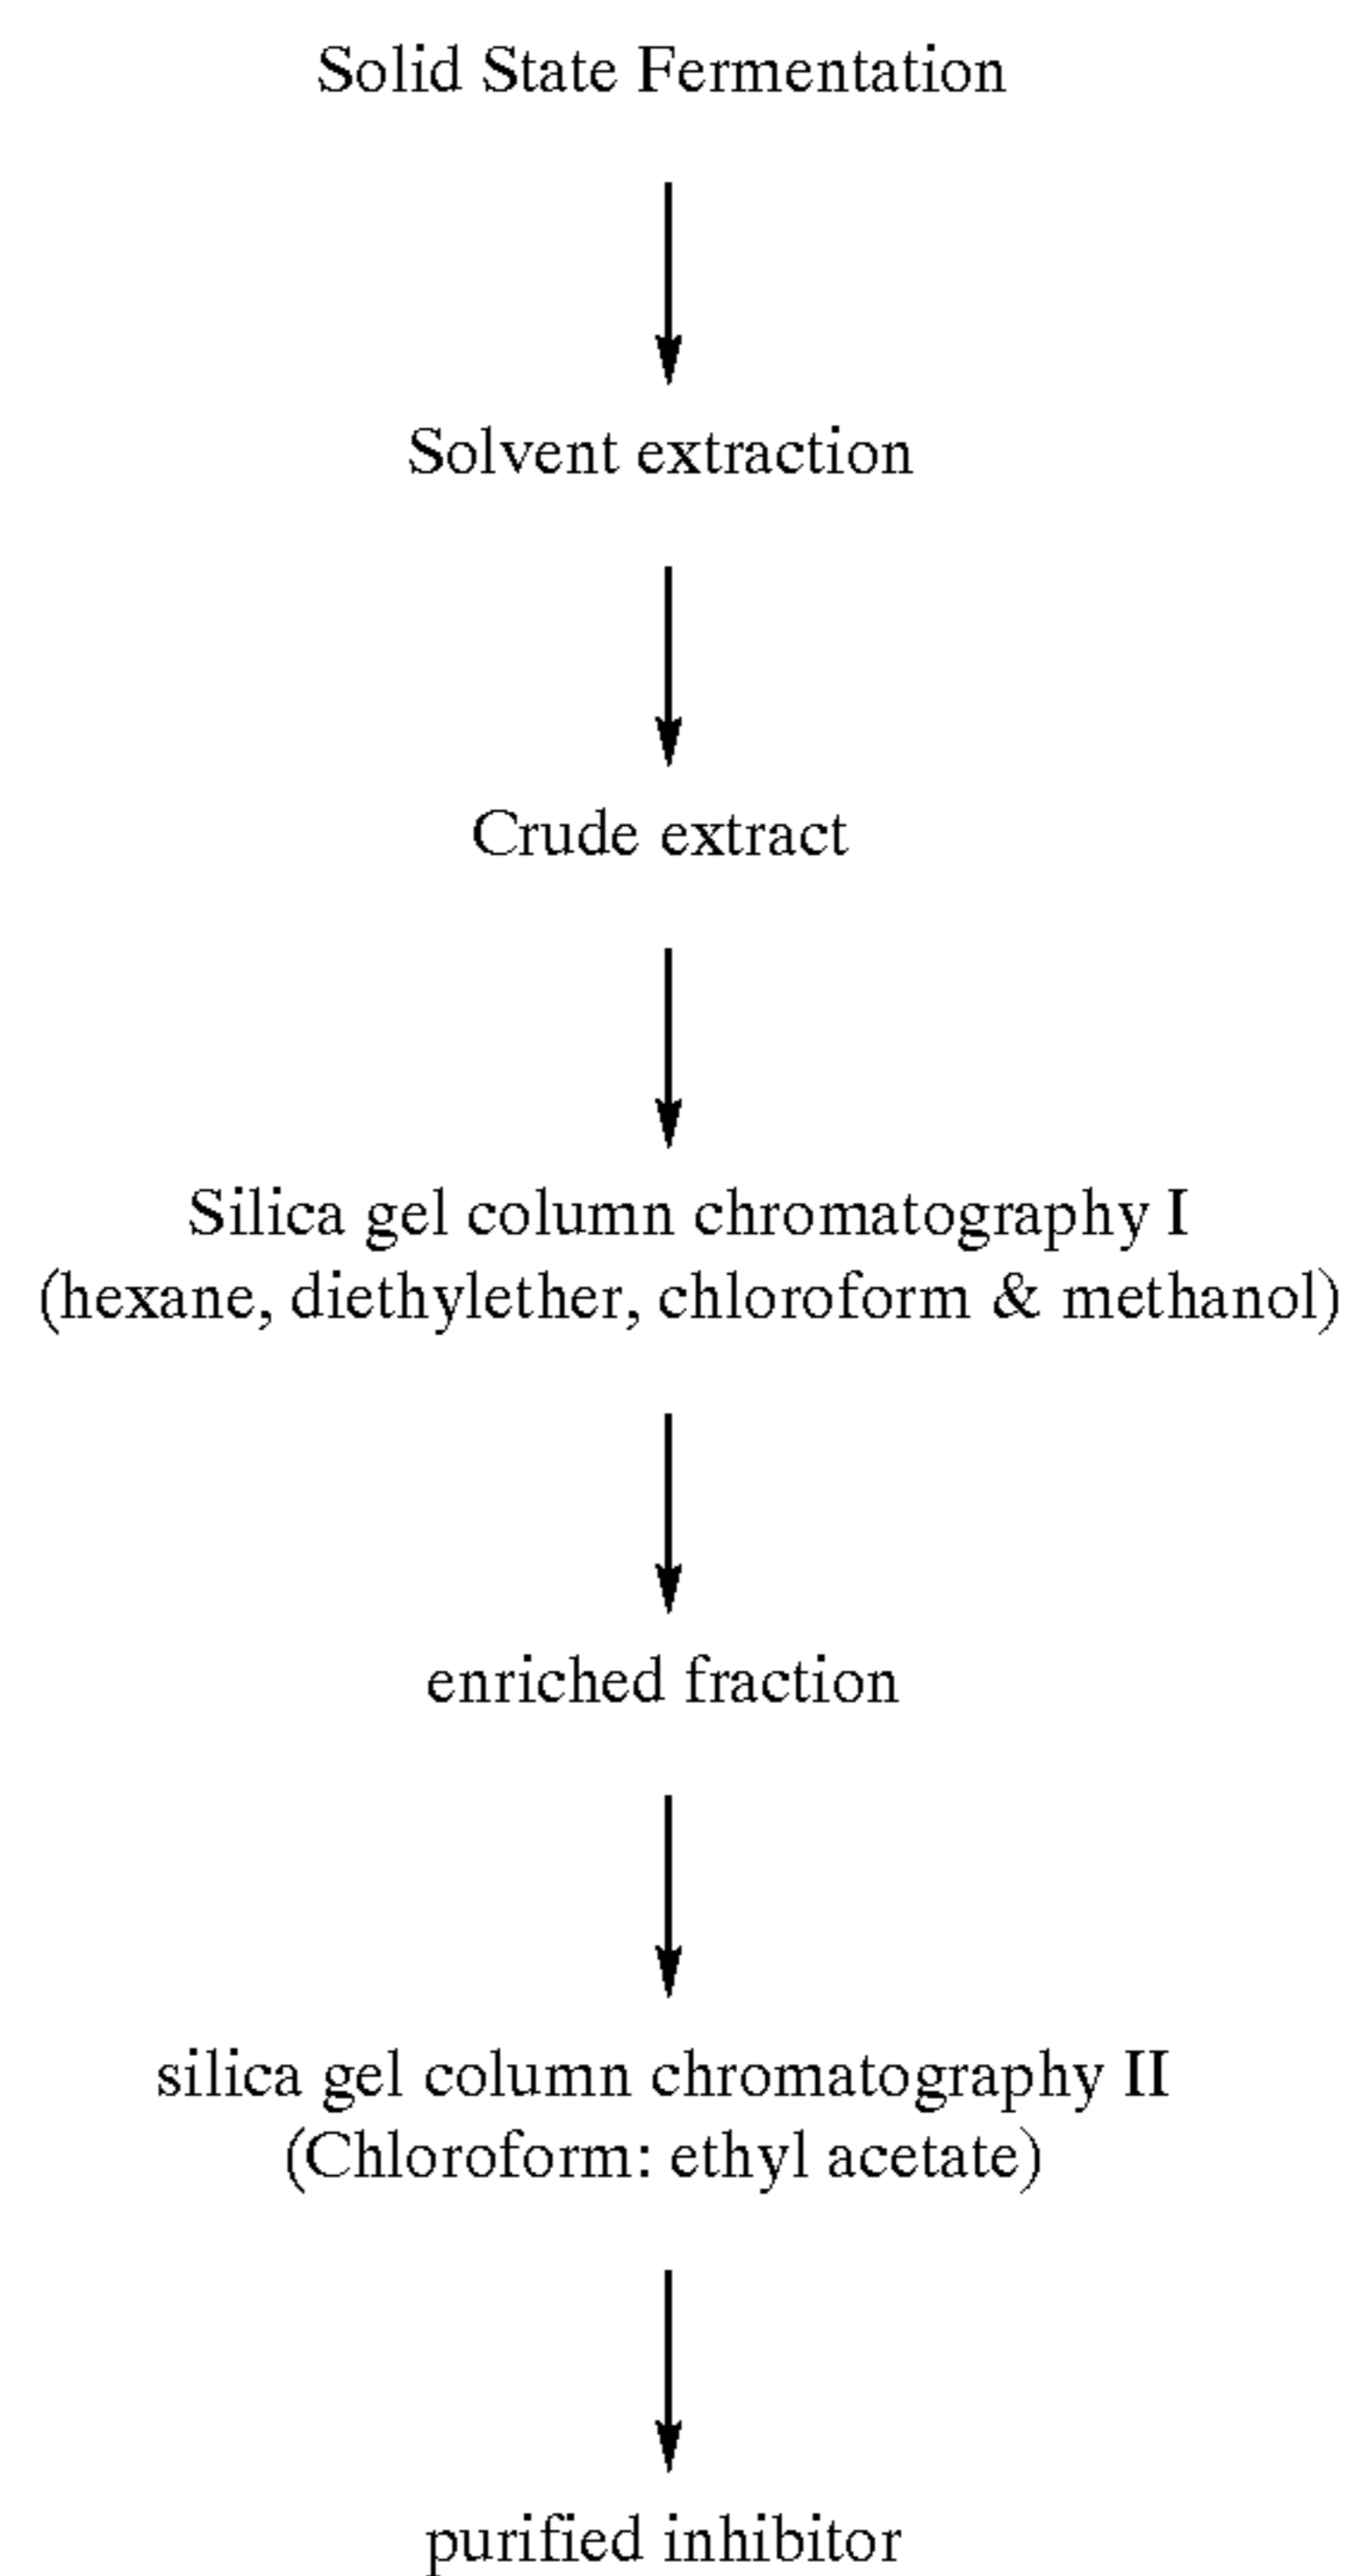 Solid State Fermentation
Solvent extraction
Crude extract
Silica gel column chromatography I
(hexane, diethylether, chloroform & methanol)
enriched fraction
silica gel column chromatography II
(Chloroform: ethyl acetate)
purified inhibitor